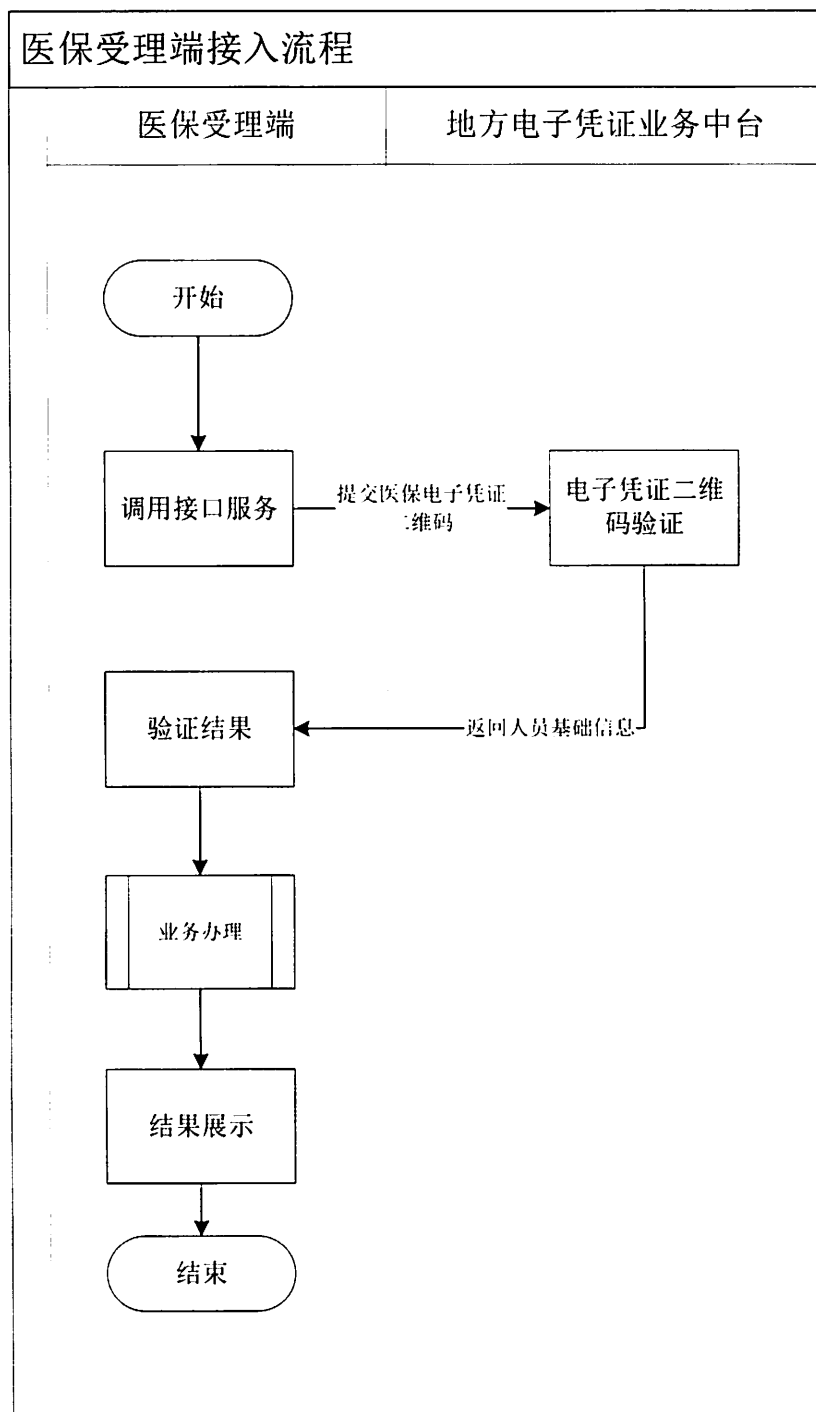 医保受理端接入流程
医保受理端
地方电子凭证业务中台
开始
调用接口服务
提交医保电子凭证
二维码
电子凭证二维
码验证
验证结果
返回人员基础信息
业务办理
结果展示
结束